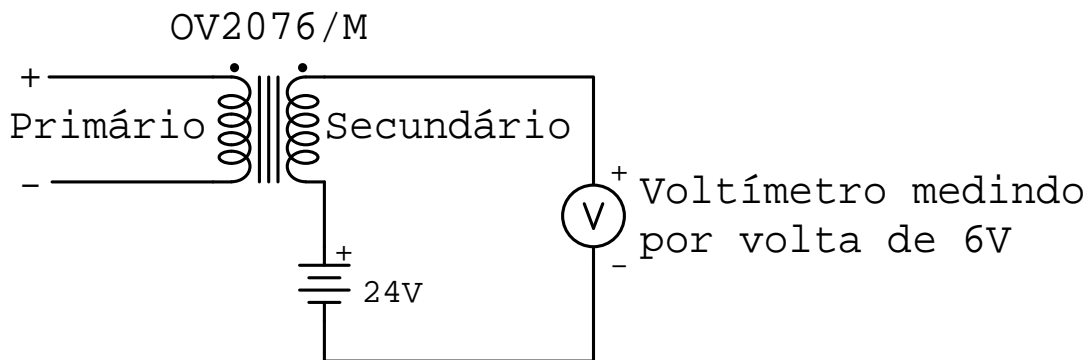 OV2076/M
+
Primário
-
Secundário
+
24V
+
V
-
Voltímetro medindo
por volta de 6V